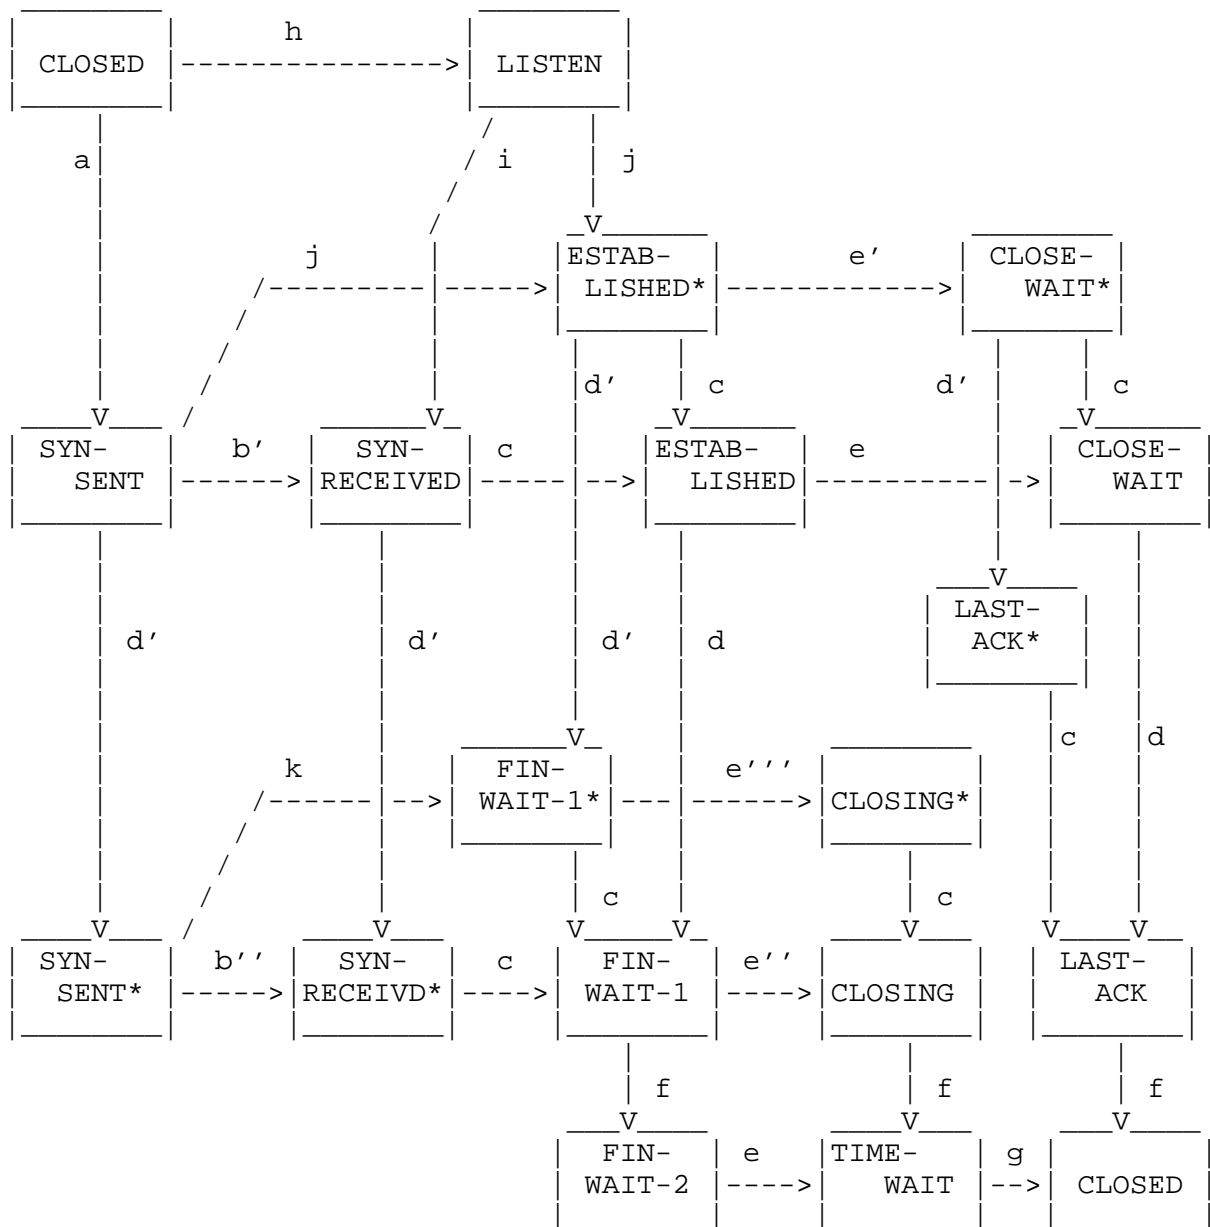 h
CLOSED LISTEN
a i j
j ESTAB- e' CLOSE-
LISHED* WAIT*
d' c d' c
SYN- b' SYN- c ESTAB- e CLOSE-
SENT RECEIVED LISHED WAIT
LAST-
d' d' d' d ACK*
c d
k FIN- e'''
WAIT-1* CLOSING*
c c
SYN- b'' SYN- c FIN- e'' LAST-
SENT* RECEIVD* WAIT-1 CLOSING ACK
f f f
FIN- e TIME- g
WAIT-2 WAIT CLOSED